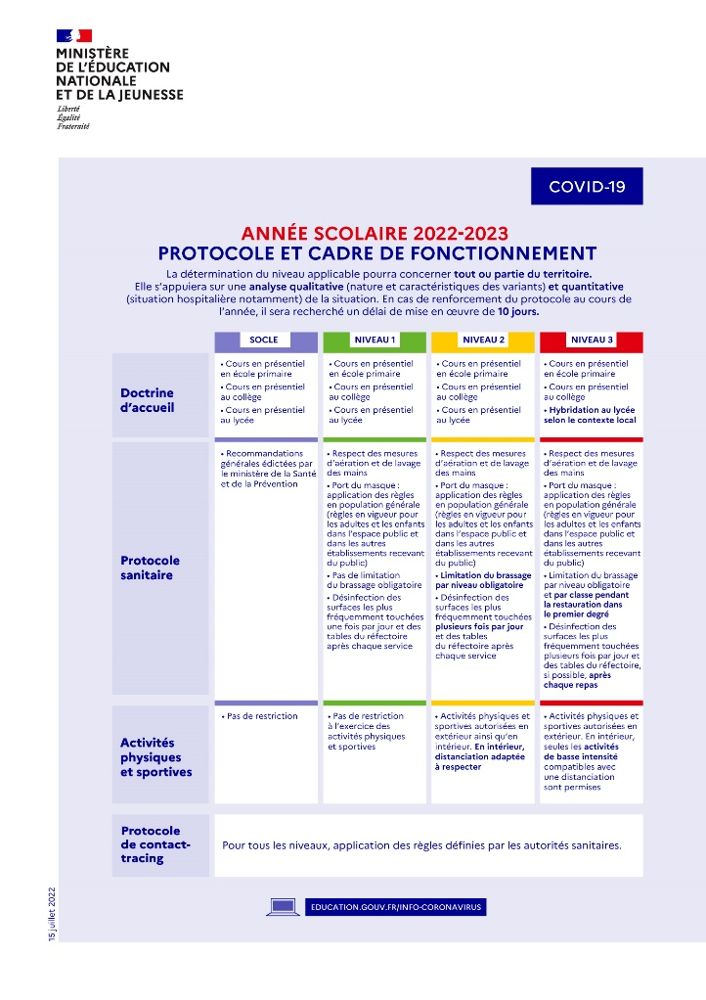 MINISTÈRE
DE L'ÉDUCATION
NATIONALE
ET DE LA JEUNESSE
Liberté
Égalité
Fraternité
COVID-19
ANNÉE SCOLAIRE 2022-2023
PROTOCOLE ET CADRE DE FONCTIONNEMENT
La détermination du niveau applicable pourra concerner tout ou partie du territoire.
Elle s'appuiera sur une analyse qualitative (nature et caractéristiques des variants) et quantitative
(situation hospitalière notamment) de la situation. En cas de renforcement du protocole au cours de
l'année, il sera recherché un délai de mise en œuvre de 10 jours.
SOCLE
NIVEAU 1
NIVEAU 2
NIVEAU 3
Doctrine
d'accueil
• Cours en présentiel
en école primaire
• Cours en présentiel
au collège
• Cours en présentiel
au lycée
• Cours en présentiel
en école primaire
• Cours en présentiel
au collège
• Cours en présentiel
au lycée
• Cours en présentiel
en école primaire
• Cours en présentiel
au collège
• Cours en présentiel
au lycée
• Cours en présentiel
en école primaire
• Cours en présentiel
au collège
• Hybridation au lycée
selon le contexte local
Protocole
sanitaire
• Recommandations
générales édictées par
le ministère de la Santé
et de la Prévention
• Respect des mesures
d'aération et de lavage
des mains
• Port du masque :
application des règles
en population générale
(règles en vigueur pour
les adultes et les enfants
dans l'espace public et
dans les autres
établissements recevant
du public)
• Pas de limitation
du brassage obligatoire
• Désinfection des
surfaces les plus
fréquemment touchées
une fois par jour et des
tables du réfectoire
après chaque service
• Respect des mesures
d'aération et de lavage
des mains
• Port du masque :
application des règles
en population générale
(règles en vigueur pour
les adultes et les enfants
dans l'espace public et
dans les autres
établissements recevant
du public)
• Limitation du brassage
par niveau obligatoire
• Désinfection des
surfaces les plus
fréquemment touchées
plusieurs fois par jour
et des tables
du réfectoire après
chaque service
• Respect des mesures
d'aération et de lavage
des mains
• Port du masque :
application des règles
en population générale
(règles en vigueur pour
les adultes et les enfants
dans l'espace public et
dans les autres
établissements recevant
du public)
• Limitation du brassage
par niveau obligatoire
et par classe pendant
la restauration dans
le premier degré
• Désinfection des
surfaces les plus
fréquemment touchées
plusieurs fois par jour et
des tables du réfectoire,
si possible, après
chaque repas
Activités
physiques
et sportives
• Pas de restriction
• Pas de restriction
à l'exercice des
activités physiques
et sportives
• Activités physiques et
sportives autorisées en
extérieur ainsi qu'en
intérieur. En intérieur,
distanciation adaptée
à respecter
• Activités physiques et
sportives autorisées en
extérieur. En intérieur,
seules les activités
de basse intensité
compatibles avec
une distanciation
sont permises
Protocole
de contact-
tracing
Pour tous les niveaux, application des règles définies par les autorités sanitaires.
EDUCATION.GOUV.FR/INFO-CORONAVIRUS
15 juillet 2022